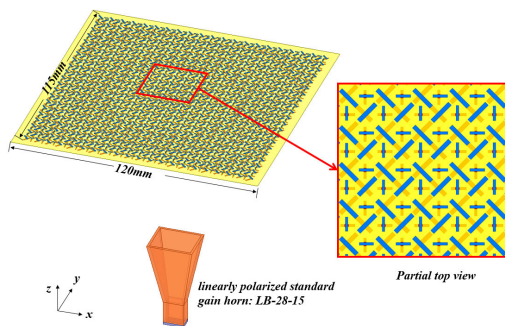 115mm
120mm
linearly polarized standard
gain horn: LB-28-15
Partial top view
z
y
x